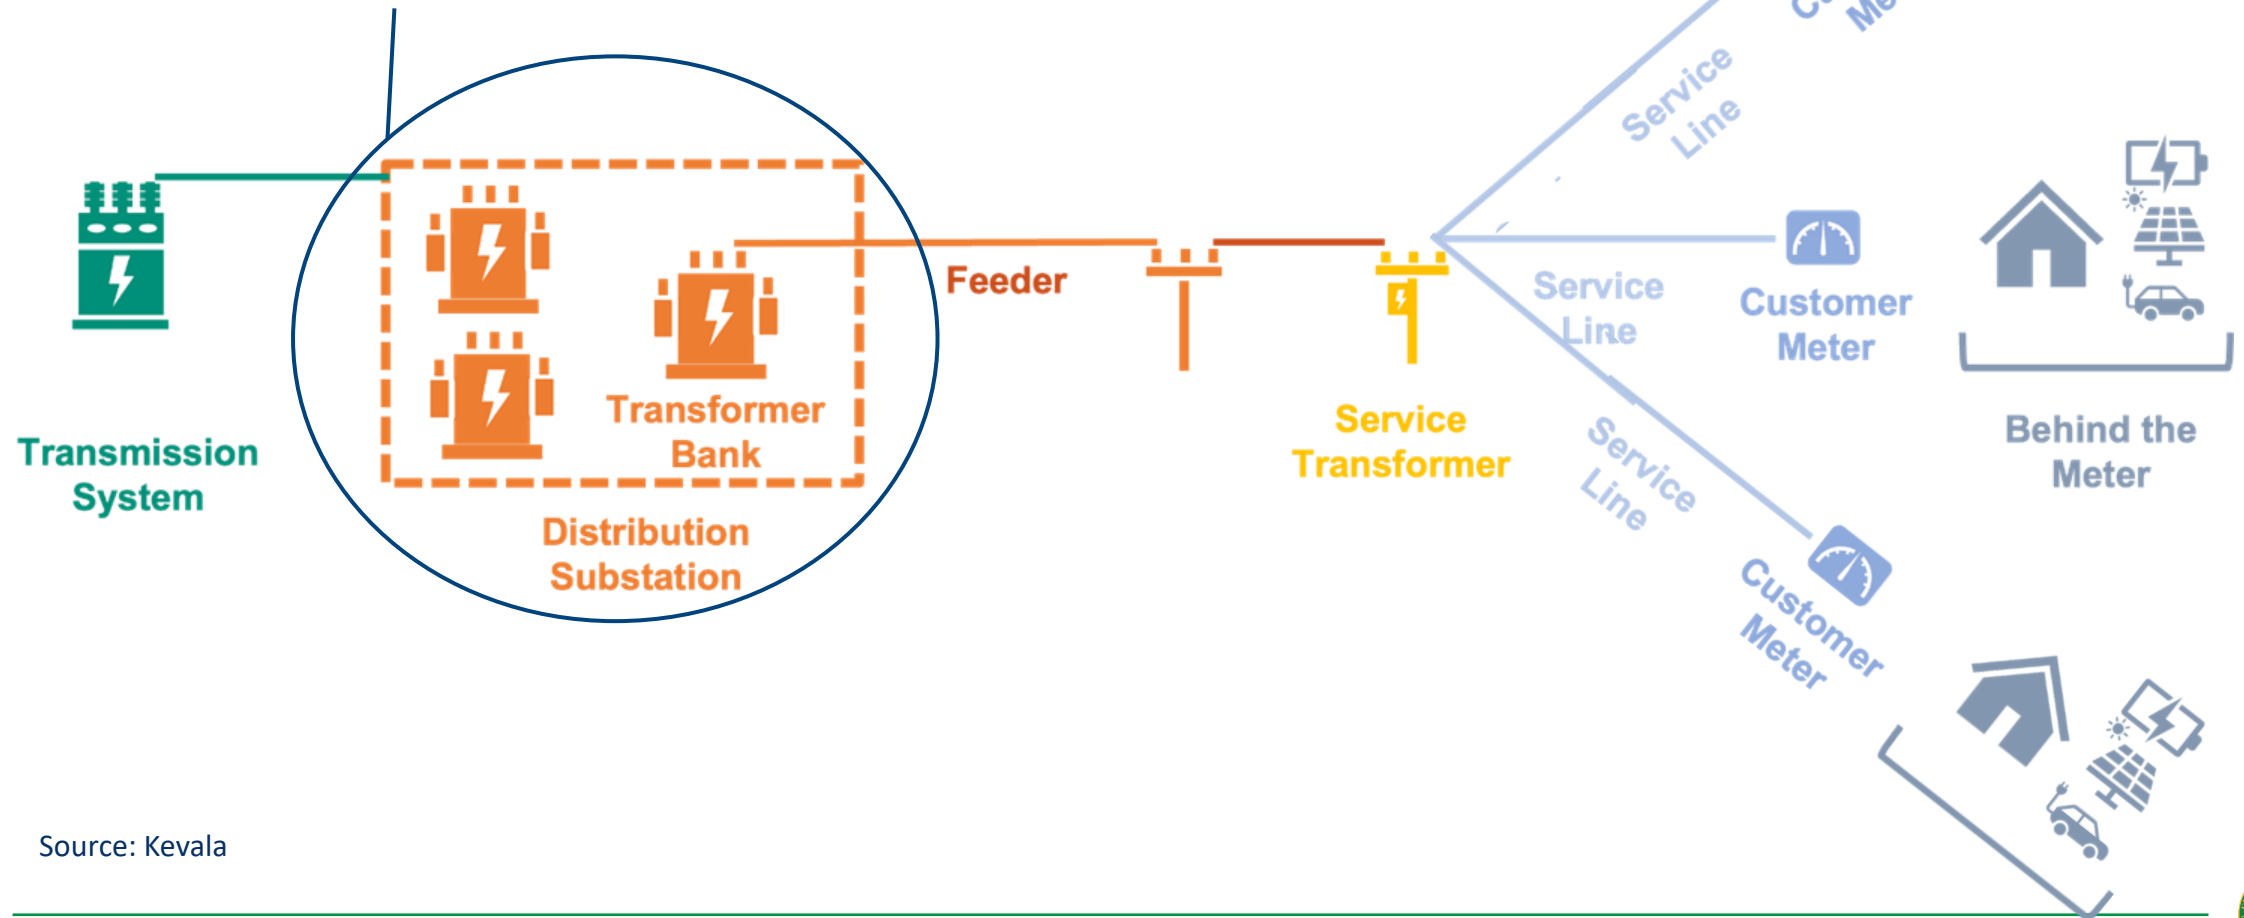 Service
Line
Feeder
Service
Line
Customer
Meter
Transformer
Bank
Service
Transformer
Behind the
Meter
Transmission
System
Service
Line
Distribution
Substation
Customer
Meter
Source: Kevala